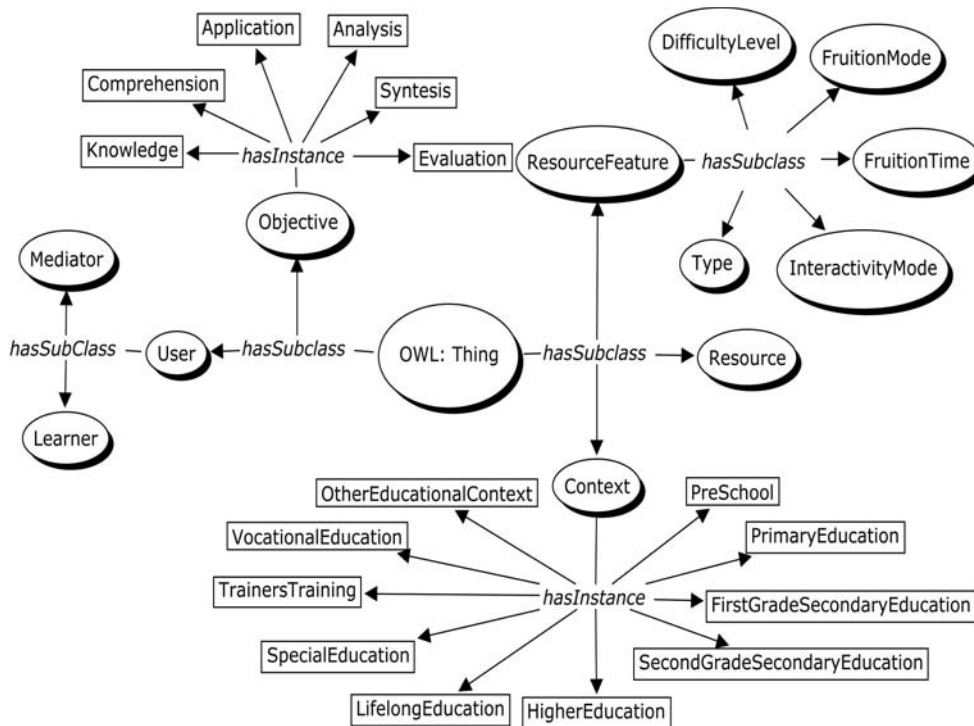 DifficultyLevel
Application
Analysis
FruitionMode
Comprehension
Syntesis
Knowledge
hasInstance
Evaluation
ResourceFeature
hasSubclass
FruitionTime
Objective
Mediator
Type
InteractivityMode
hasSubClass
User
hasSubclass
OWL: Thing
hasSubclass
Resource
Learner
OtherEducationalContext
Context
PreSchool
VocationalEducation
PrimaryEducation
TrainersTraining
hasInstance
FirstGradeSecondaryEducation
SpecialEducation
SecondGradeSecondaryEducation
LifelongEducation
HigherEducation